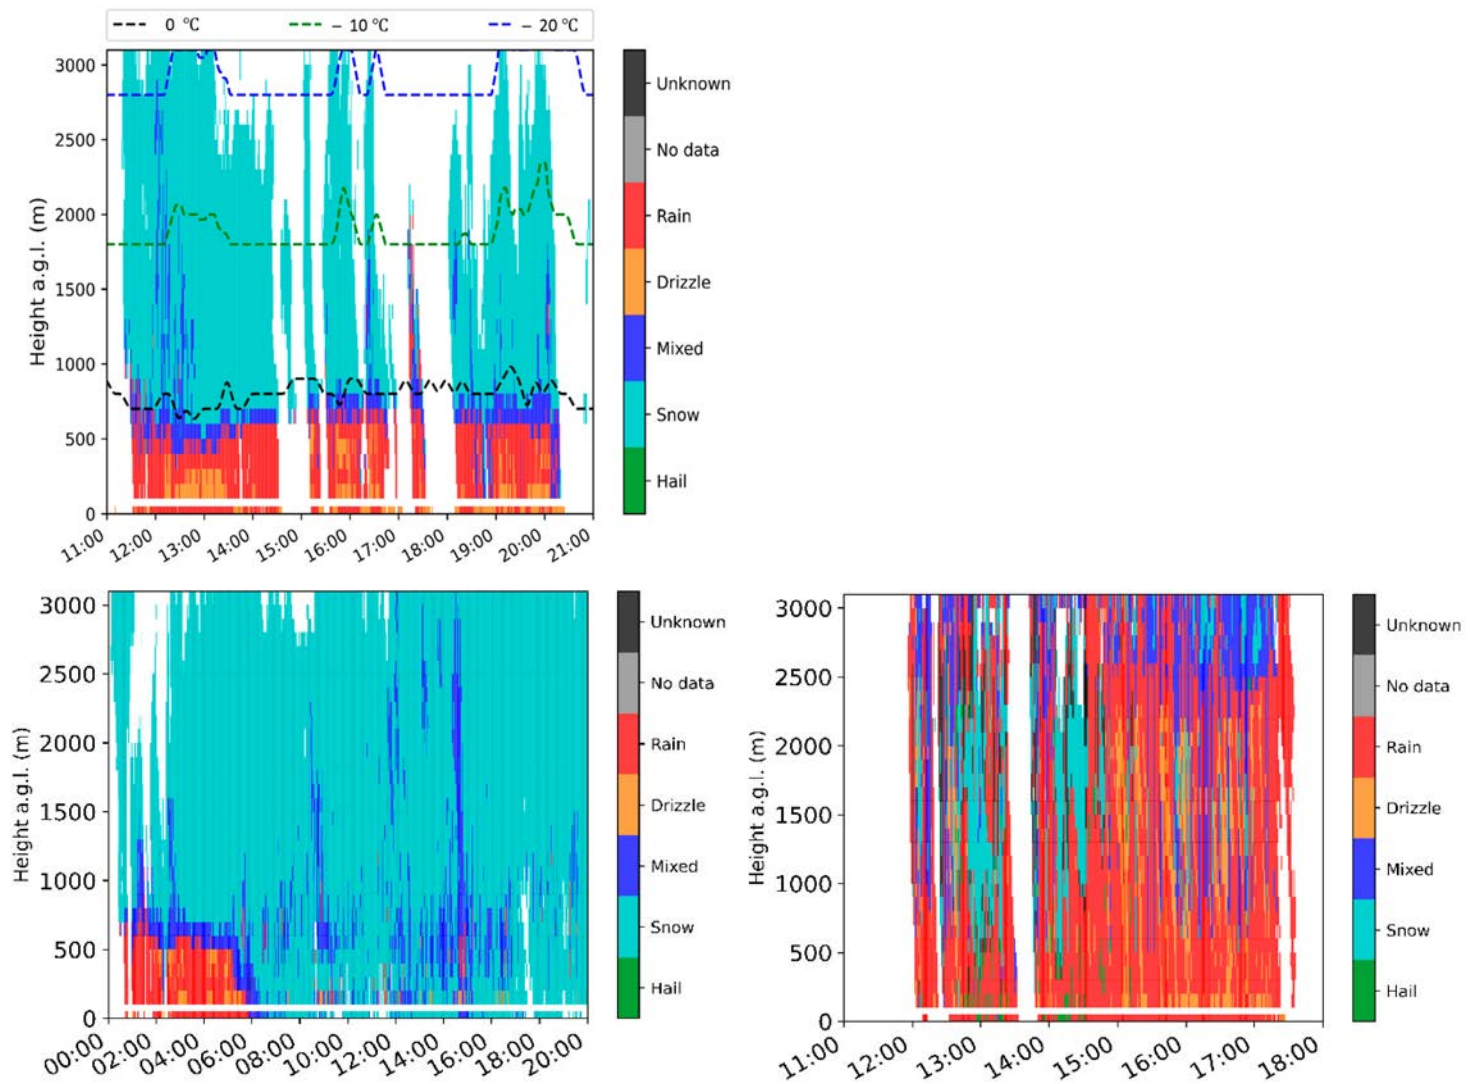 0 °C
− 10 °C
− 20 °C
Height a.g.l. (m)
3000
2500
2000
1500
1000
500
0
11:00
12:00
13:00
14:00
15:00
16:00
17:00
18:00
19:00
20:00
21:00
Unknown
No data
Rain
Drizzle
Mixed
Snow
Hail
Height a.g.l. (m)
3000
2500
2000
1500
1000
500
0
00:00
02:00
04:00
06:00
08:00
10:00
12:00
14:00
16:00
18:00
20:00
Unknown
No data
Rain
Drizzle
Mixed
Snow
Hail
Height a.g.l. (m)
3000
2500
2000
1500
1000
500
0
11:00
12:00
13:00
14:00
15:00
16:00
17:00
18:00
Unknown
No data
Rain
Drizzle
Mixed
Snow
Hail